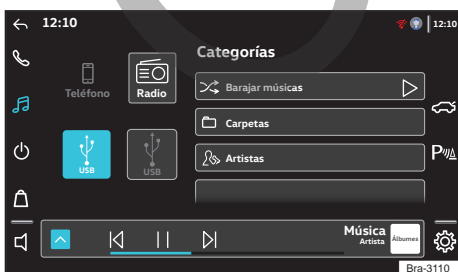 12:10
12:10
Categorías
Teléfono
Radio
Barajar músicas
Carpetas
USB
USB
Artistas
P
Música
Artista
Álbumes
Bra-3110